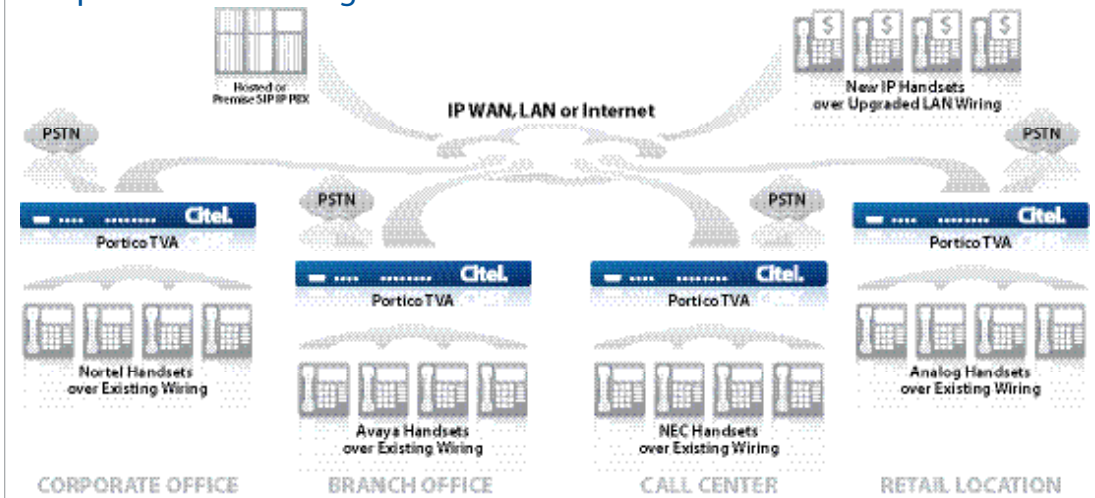 Hosted or
Premise SIP IP PBX
$ $ $ $
New IP Handsets
over Upgraded LAN Wiring
IP WAN, LAN or Internet
PSTN
PSTN
PSTN
PSTN
Citel.
Portico TVA
Citel.
Portico TVA
Citel.
Portico TVA
Citel.
Portico TVA
Nortel Handsets
over Existing Wiring
Avaya Handsets
over Existing Wiring
NEC Handsets
over Existing Wiring
Analog Handsets
over Existing Wiring
CORPORATE OFFICE
BRANCH OFFICE
CALL CENTER
RETAIL LOCATION